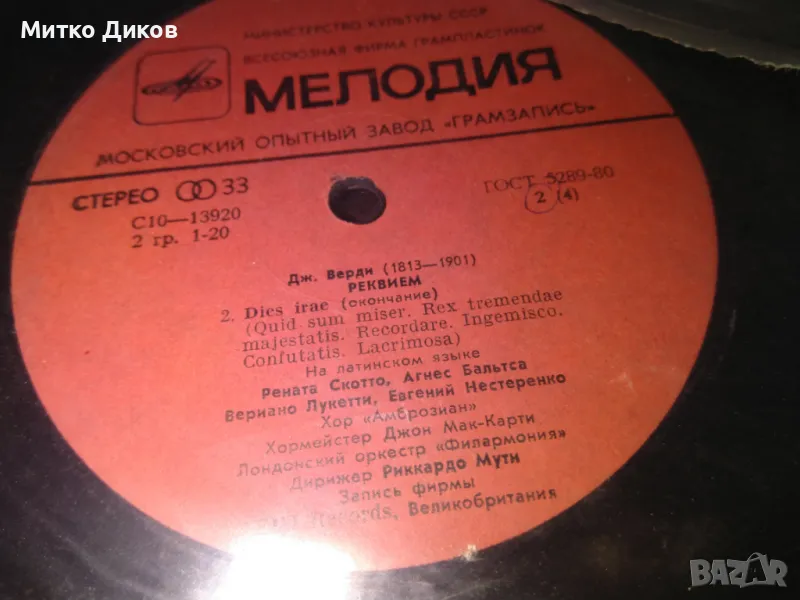 Митко Диков
МИНИСТЕРСТВО КУЛЬТУРЫ СССР
ВСЕСОЮЗНАЯ ФИРМА ГРАМПЛАСТИНОК
МЕЛОДИЯ
МОСКОВСКИЙ ОПЫТНЫЙ ЗАВОД «ГРАМЗАПИСЬ»
СТЕРЕО 33
ГОСТ 5289-80
С10—13920
2 (4)
2 гр. 1-20
Дж. Верди (1813—1901)
РЕКВИЕМ
2. Dies irae (окончание)
(Quid sum miser. Rex tremendae
majestatis. Recordare. Ingemisco.
Confutatis. Lacrimosa)
На латинском языке
Рената Скотто, Агнес Бальтса
Вериано Лукетти, Евгений Нестеренко
Хор «Амброзиан»
Хормейстер Джон Мак-Карти
Лондонский оркестр «Филармония»
Дирижер Риккардо Мути
Запись фирмы
Records, Великобритания
BAZAR